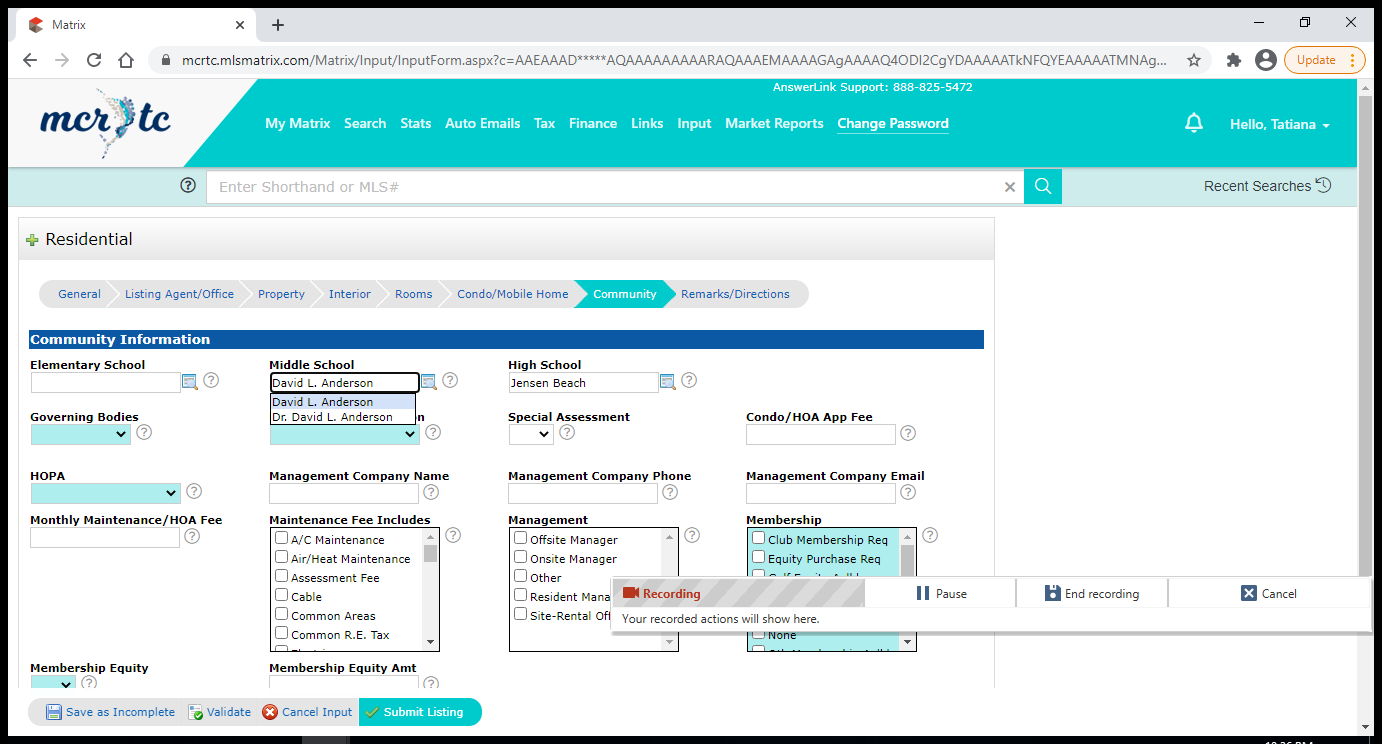 Matrix
mcrtc.mlsmatrix.com/Matrix/Input/InputForm.aspx?c=AAEAAAD*****AQAAAAAAAAARAQAAAEMAAAAGAgAAAAQ4ODI2CgYDAAAAATkNFQYEAAAAATMNAg...
Update
AnswerLink Support: 888-825-5472
mcrtc
My Matrix Search Stats Auto Emails Tax Finance Links Input Market Reports Change Password
Hello, Tatiana
Enter Shorthand or MLS#
Recent Searches
Residential
General Listing Agent/Office Property Interior Rooms Condo/Mobile Home Community Remarks/Directions
Community Information
Elementary School Middle School High School
David L. Anderson Jensen Beach
David L. Anderson
Dr. David L. Anderson
Governing Bodies n Special Assessment Condo/HOA App Fee
HOPA Management Company Name Management Company Phone Management Company Email
Monthly Maintenance/HOA Fee Maintenance Fee Includes Management Membership
A/C Maintenance Offsite Manager Club Membership Req
Air/Heat Maintenance Onsite Manager Equity Purchase Req
Assessment Fee Other
Cable Resident Mana
Common Areas Site-Rental Off
Common R.E. Tax None
Recording Pause End recording Cancel
Your recorded actions will show here.
Membership Equity Membership Equity Amt
Save as Incomplete Validate Cancel Input Submit Listing